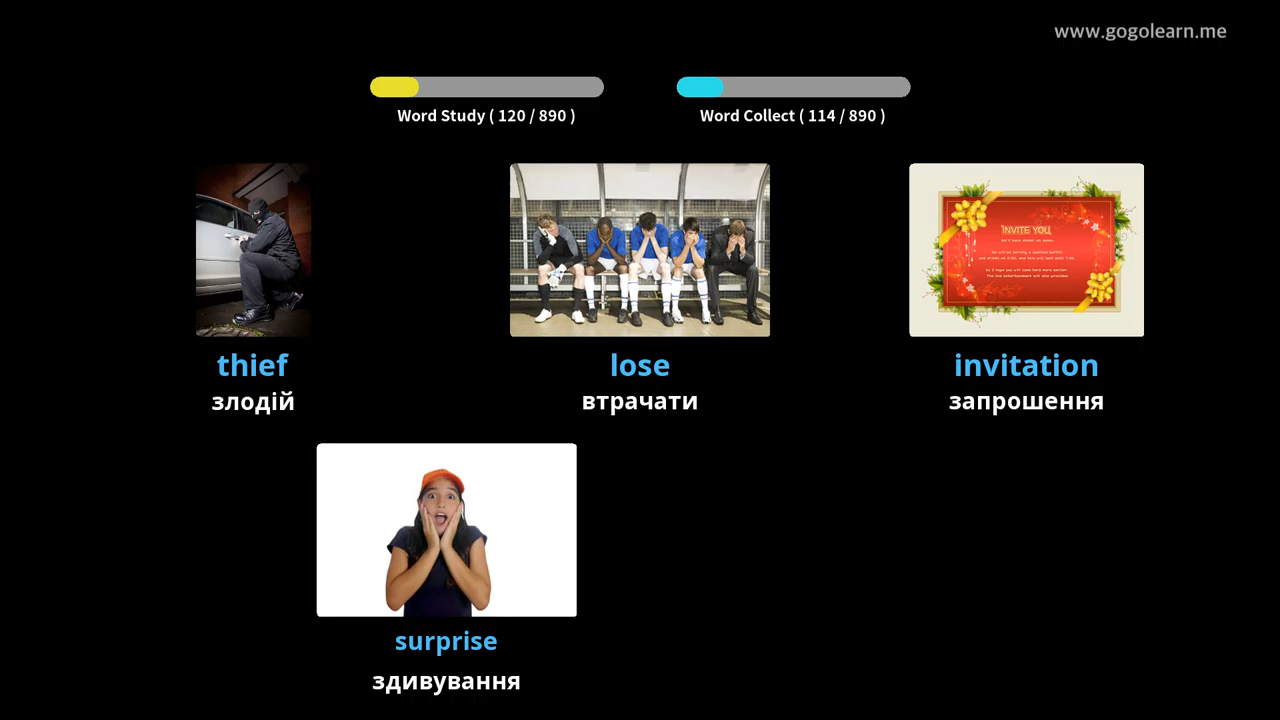 www.gogolearn.me
Word Study ( 120 / 890 )
Word Collect ( 114 / 890 )
INVITE YOU
thief
lose
invitation
злодій
втрачати
запрошення
surprise
здивування